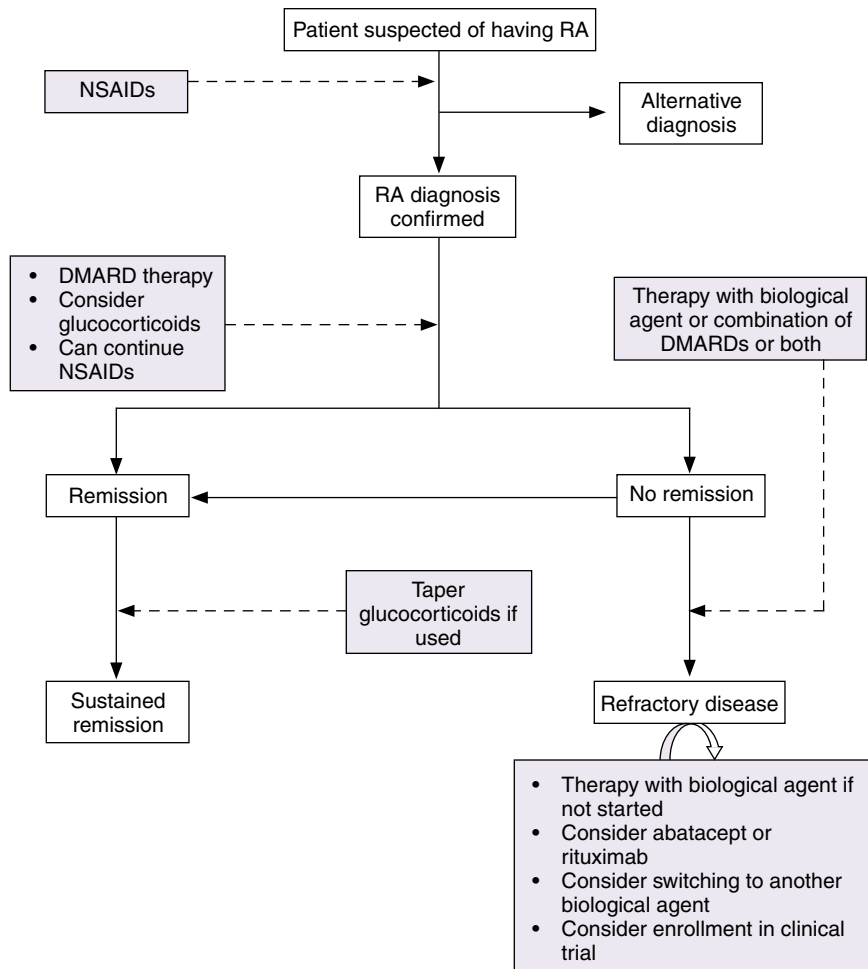 Patient suspected of having RA
NSAIDs
Alternative
diagnosis
RA diagnosis
confirmed
• DMARD therapy
• Consider
glucocorticoids
• Can continue
NSAIDs
Therapy with biological
agent or combination of
DMARDs or both
Remission
No remission
Taper
glucocorticoids if
used
Sustained
remission
Refractory disease
• Therapy with biological agent if
not started
• Consider abatacept or
rituximab
• Consider switching to another
biological agent
• Consider enrollment in clinical
trial